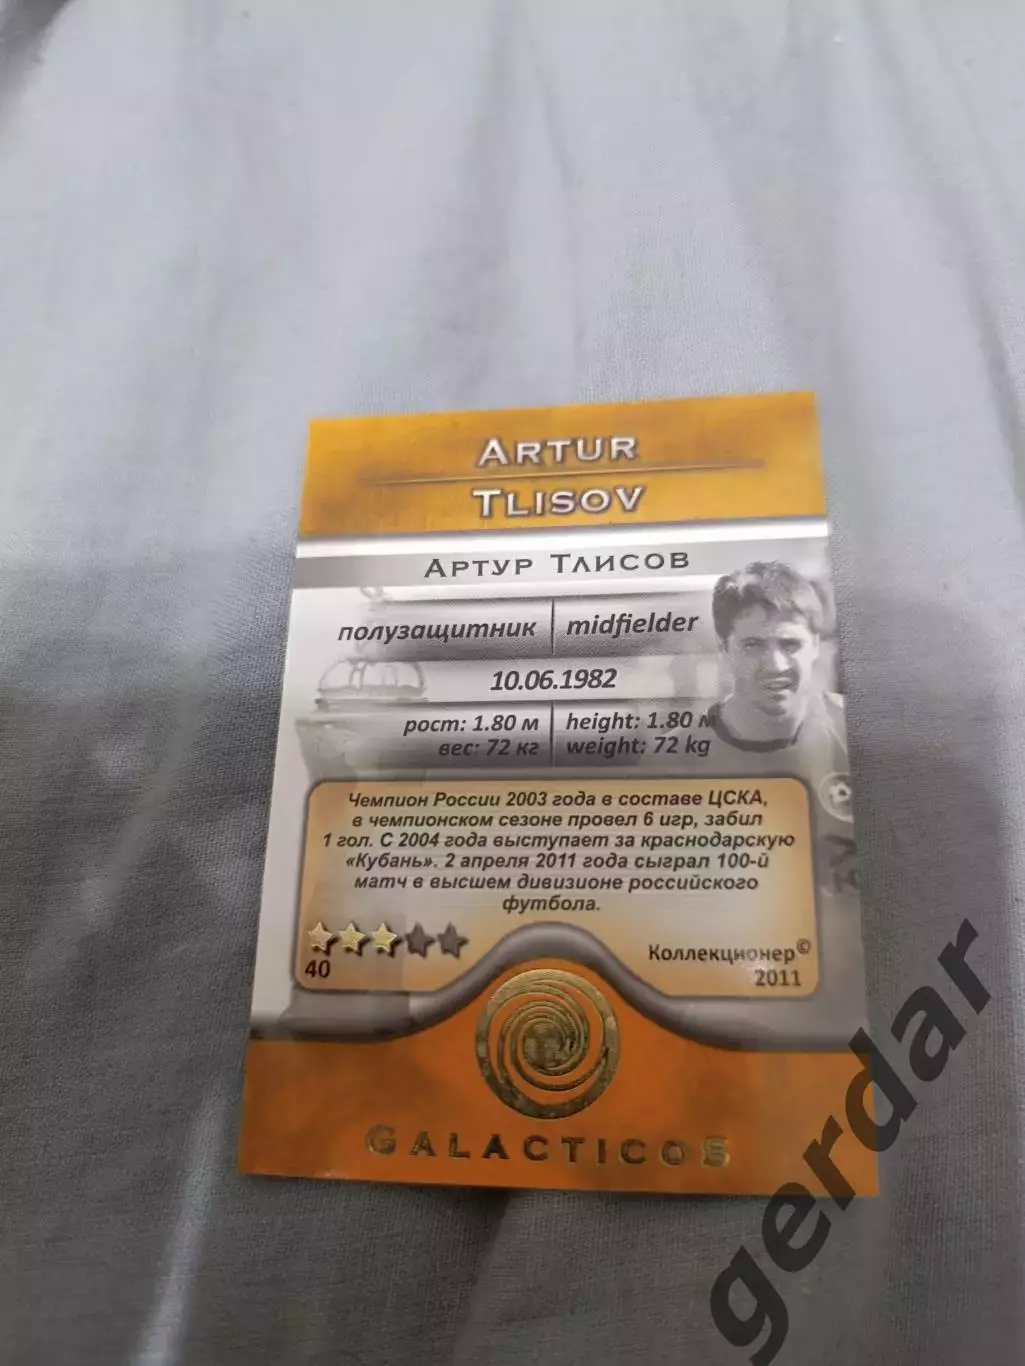 ARTUR
TLISOV
АРТУР ТЛИСОВ
полузащитник
midfielder
10.06.1982
рост: 1.80 м
height: 1.80 м
вес: 72 кг
weight: 72 kg
Чемпион России 2003 года в составе ЦСКА,
в чемпионском сезоне провел 6 игр, забил
1 гол. С 2004 года выступает за краснодарскую
«Кубань». 2 апреля 2011 года сыграл 100-й
матч в высшем дивизионе российского
футбола.
40
Коллекционер©
2011
GALACTICOS
gerdar